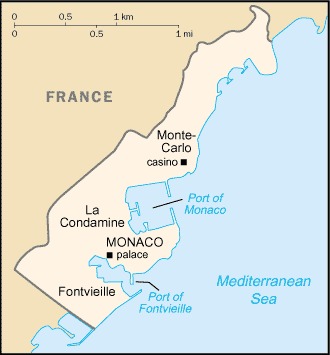 0 0.5 1 km
0 0.5 1 mi
FRANCE
Monte-
Carlo
casino
Port of
Monaco
La
Condamine
MONACO
palace
Fontvieille
Port of
Fontvieille
Mediterranean
Sea